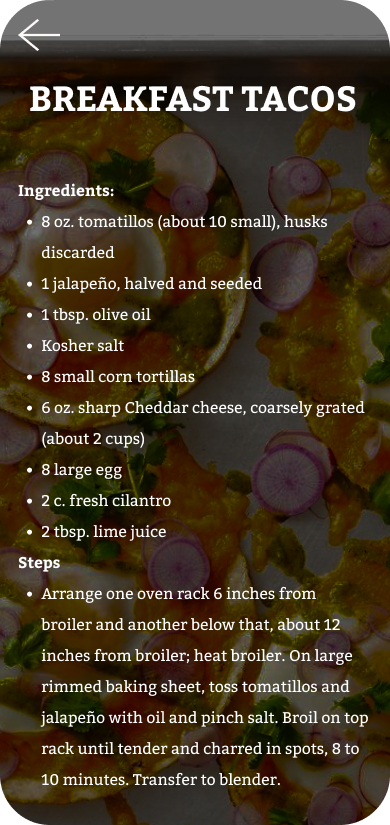 BREAKFAST TACOS
Ingredients:
• 8 oz. tomatillos (about 10 small), husks
discarded
• 1 jalapeño, halved and seeded
• 1 tbsp. olive oil
• Kosher salt
• 8 small corn tortillas
• 6 oz. sharp Cheddar cheese, coarsely grated
(about 2 cups)
• 8 large egg
• 2 c. fresh cilantro
• 2 tbsp. lime juice
Steps
• Arrange one oven rack 6 inches from
broiler and another below that, about 12
inches from broiler; heat broiler. On large
rimmed baking sheet, toss tomatillos and
jalapeño with oil and pinch salt. Broil on top
rack until tender and charred in spots, 8 to
10 minutes. Transfer to blender.